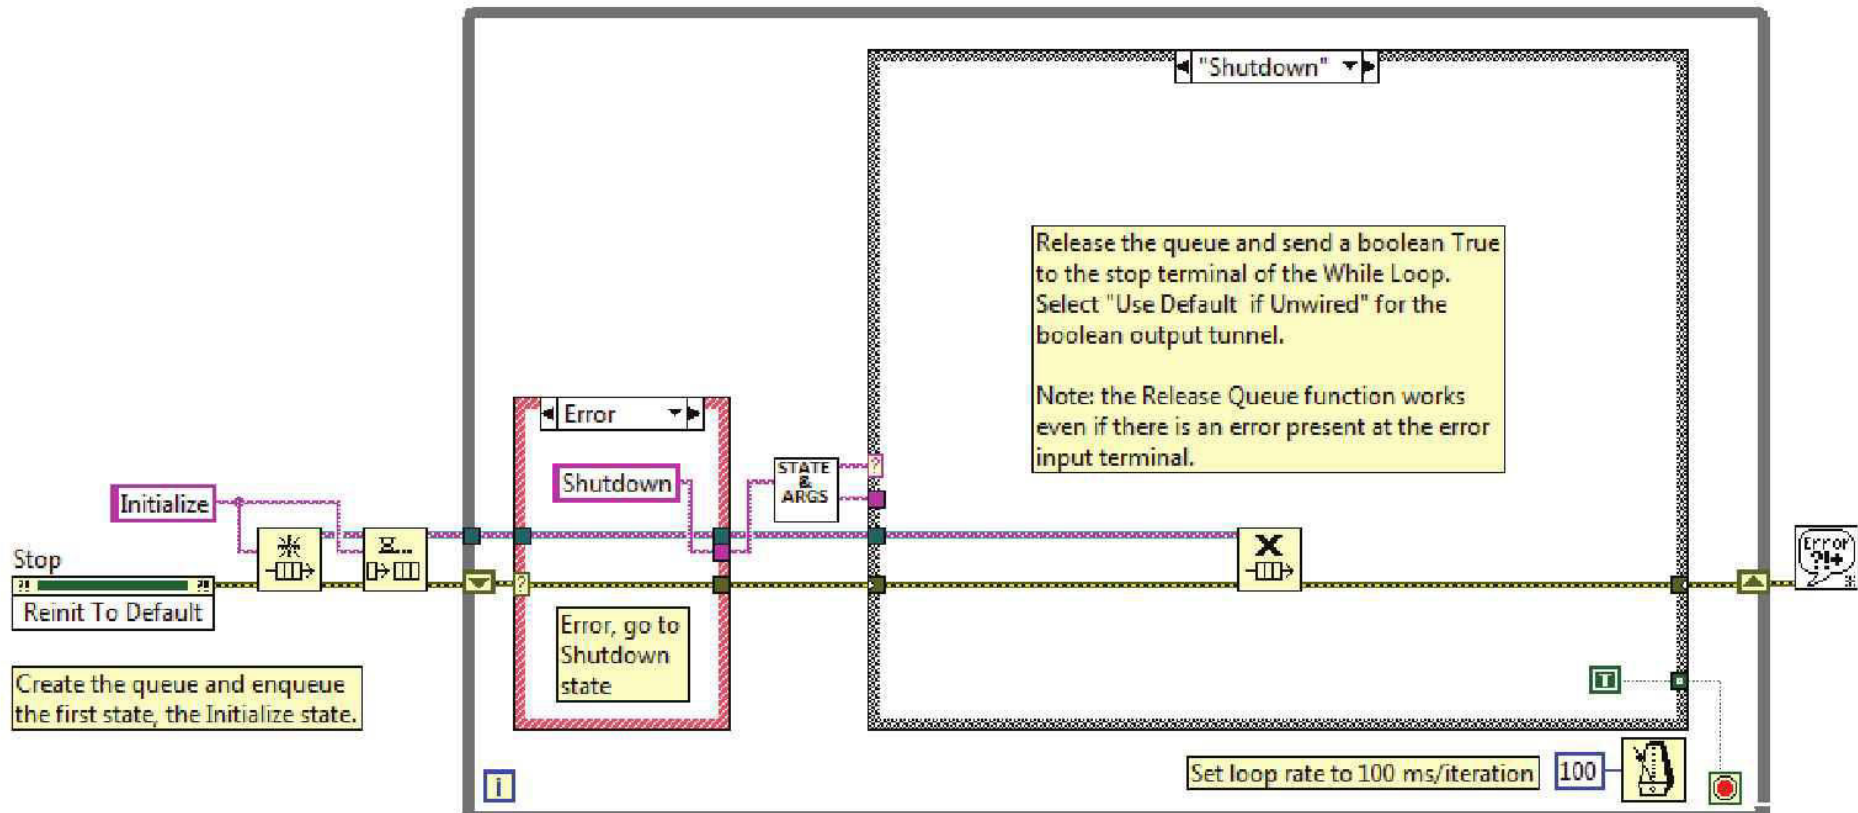 "Shutdown"
Release the queue and send a boolean True
to the stop terminal of the While Loop.
Select "Use Default  if Unwired" for the
boolean output tunnel.
Note: the Release Queue function works
even if there is an error present at the error
input terminal.
Error
Shutdown
STATE
&
ARGS
Initialize
Stop
Reinit To Default
Error
?!+
Error, go to
Shutdown
state
Create the queue and enqueue
the first state, the Initialize state.
T
Set loop rate to 100 ms/iteration
100
i